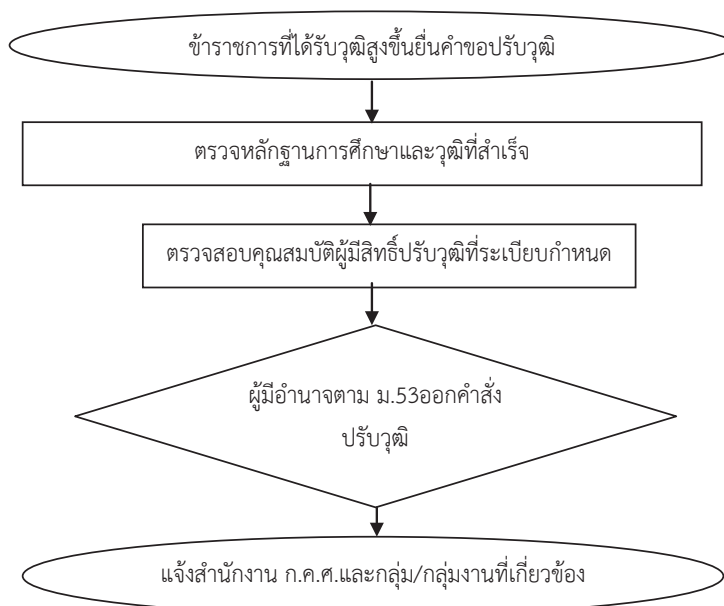 ข้าราชการที่ได้รับวุฒิสูงขึ้นยื่นคำขอปรับวุฒิ
ตรวจหลักฐานการศึกษาและวุฒิที่สำเร็จ
ตรวจสอบคุณสมบัติผู้มีสิทธิ์ปรับวุฒิที่ระเบียบกำหนด
ผู้มีอำนาจตาม ม.53ออกคำสั่ง
ปรับวุฒิ
แจ้งสำนักงาน ก.ค.ศ.และกลุ่ม/กลุ่มงานที่เกี่ยวข้อง